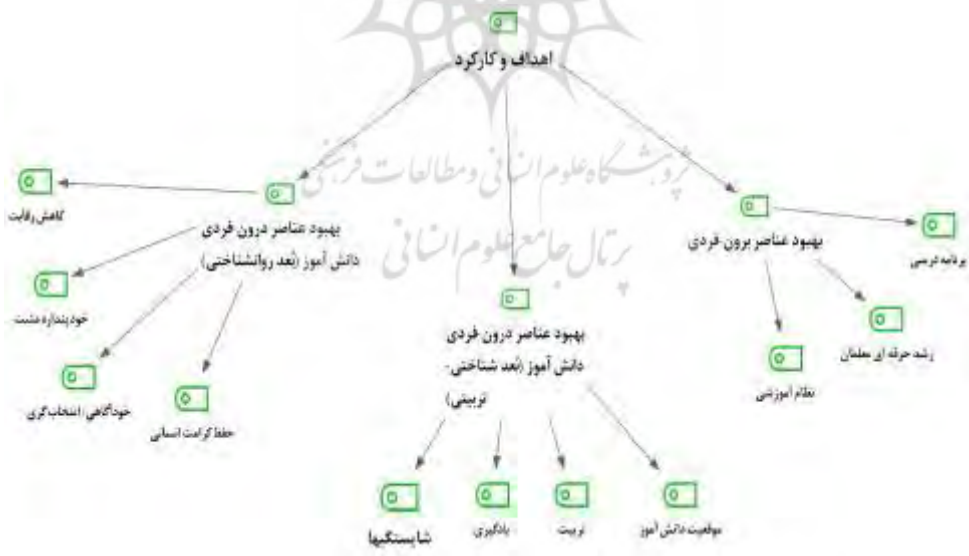 اهداف و کارکرد
پژوهشگاه علوم انسانی و مطالعات فرهنگی
پرتال جامع علوم انسانی
بهبود عناصر برون فردی
برنامه درسی
رشد حرفه ای معلمان
نظام آموزشی
بهبود عناصر درون فردی
دانش آموز (بُعد شناختی-
تربیتی)
موقعیت دانش آموز
تربیت
یادگیری
شایستگیها
بهبود عناصر درون فردی
دانش آموز (بُعد روانشناختی)
کاهش رقابت
خودپنداره مثبت
خودآگاهی، انتخاب گری
حفظ کرامت انسانی